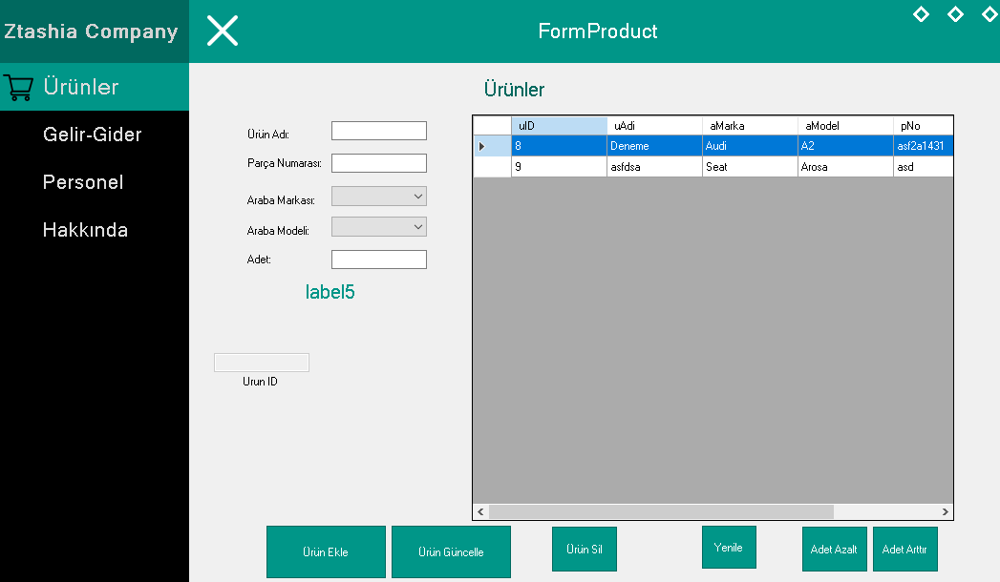 Ztashia Company
FormProduct
Ürünler
Gelir-Gider
Personel
Hakkında
Ürünler
Ürün Adı:
Parça Numarası:
Araba Markası:
Araba Modeli:
Adet:
label5
Urun ID
uID uAdi aMarka aModel pNo
8 Deneme Audi A2 asf2a1431
9 asfdsa Seat Arosa asd
Ürün Ekle
Ürün Güncelle
Ürün Sil
Yenile
Adet Azalt
Adet Arttır